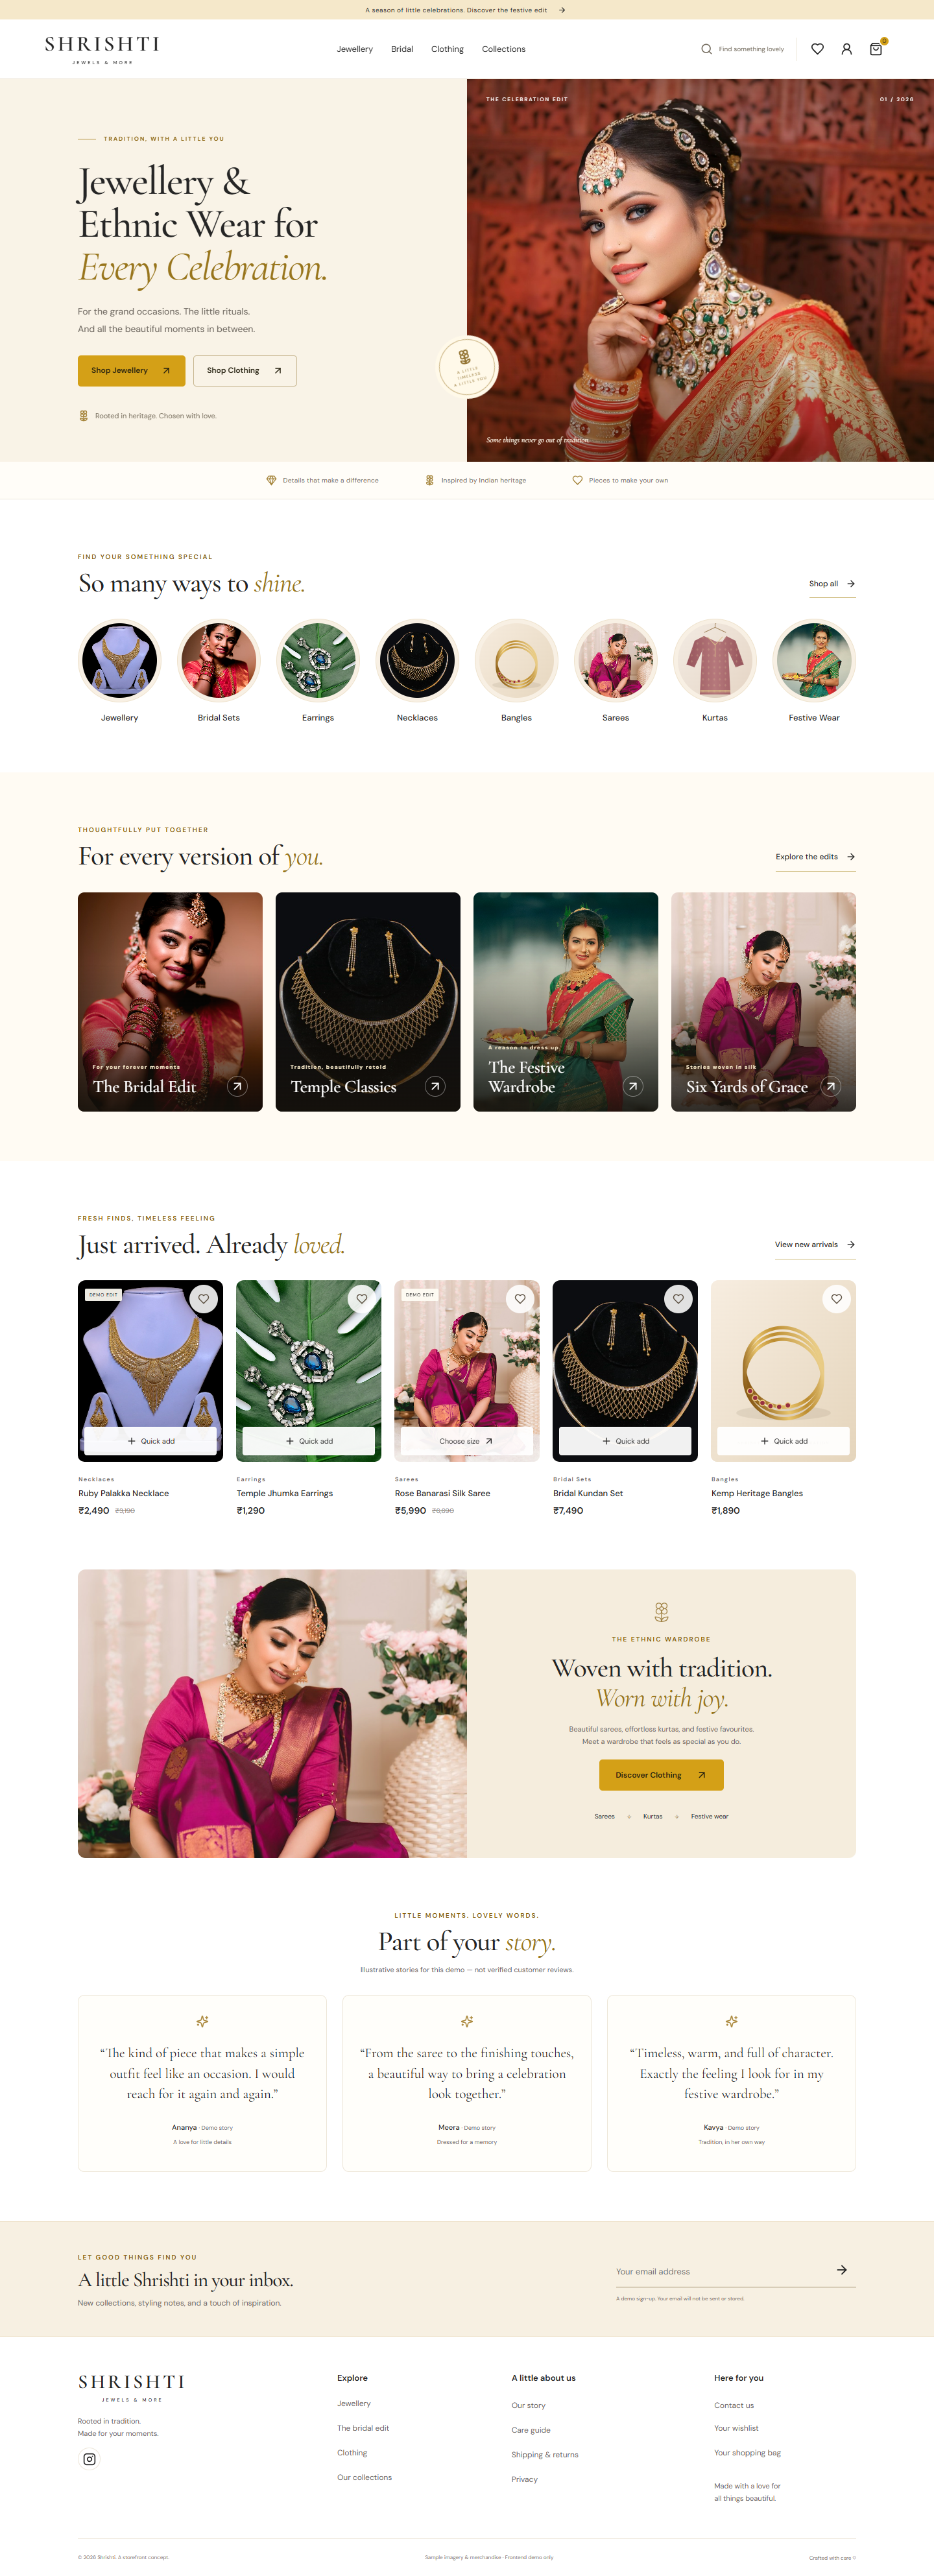 A season of little celebrations. Discover the festive edit
SHRISHTI
JEWELS & MORE
Jewellery
Bridal
Clothing
Collections
Find something lovely
0
TRADITION, WITH A LITTLE YOU
Jewellery &
Ethnic Wear for
Every Celebration.
For the grand occasions. The little rituals.
And all the beautiful moments in between.
Shop Jewellery
Shop Clothing
Rooted in heritage. Chosen with love.
THE CELEBRATION EDIT
01 / 2026
A LITTLE
TIMELESS
A LITTLE YOU
Some things never go out of tradition.
Details that make a difference
Inspired by Indian heritage
Pieces to make your own
FIND YOUR SOMETHING SPECIAL
So many ways to shine.
Shop all
Jewellery
Bridal Sets
Earrings
Necklaces
Bangles
Sarees
Kurtas
Festive Wear
THOUGHTFULLY PUT TOGETHER
For every version of you.
Explore the edits
For your forever moments
The Bridal Edit
Tradition, beautifully retold
Temple Classics
A reason to dress up
The Festive
Wardrobe
Stories woven in silk
Six Yards of Grace
FRESH FINDS, TIMELESS FEELING
Just arrived. Already loved.
View new arrivals
DEMO EDIT
Quick add
Necklaces
Ruby Palakka Necklace
₹2,490 ₹3,190
Quick add
Earrings
Temple Jhumka Earrings
₹1,290
DEMO EDIT
Choose size
Sarees
Rose Banarasi Silk Saree
₹5,990 ₹6,690
Quick add
Bridal Sets
Bridal Kundan Set
₹7,490
Quick add
Bangles
Kemp Heritage Bangles
₹1,890
THE ETHNIC WARDROBE
Woven with tradition.
Worn with joy.
Beautiful sarees, effortless kurtas, and festive favourites.
Meet a wardrobe that feels as special as you do.
Discover Clothing
Sarees
Kurtas
Festive wear
LITTLE MOMENTS. LOVELY WORDS.
Part of your story.
Illustrative stories for this demo — not verified customer reviews.
“The kind of piece that makes a simple
outfit feel like an occasion. I would
reach for it again and again.”
Ananya · Demo story
A love for little details
“From the saree to the finishing touches,
a beautiful way to bring a celebration
look together.”
Meera · Demo story
Dressed for a memory
“Timeless, warm, and full of character.
Exactly the feeling I look for in my
festive wardrobe.”
Kavya · Demo story
Tradition, in her own way
LET GOOD THINGS FIND YOU
A little Shrishti in your inbox.
New collections, styling notes, and a touch of inspiration.
Your email address
A demo sign-up. Your email will not be sent or stored.
SHRISHTI
JEWELS & MORE
Rooted in tradition.
Made for your moments.
Explore
Jewellery
The bridal edit
Clothing
Our collections
A little about us
Our story
Care guide
Shipping & returns
Privacy
Here for you
Contact us
Your wishlist
Your shopping bag
Made with a love for
all things beautiful.
© 2026 Shrishti. A storefront concept.
Sample imagery & merchandise · Frontend demo only
Crafted with care ♡